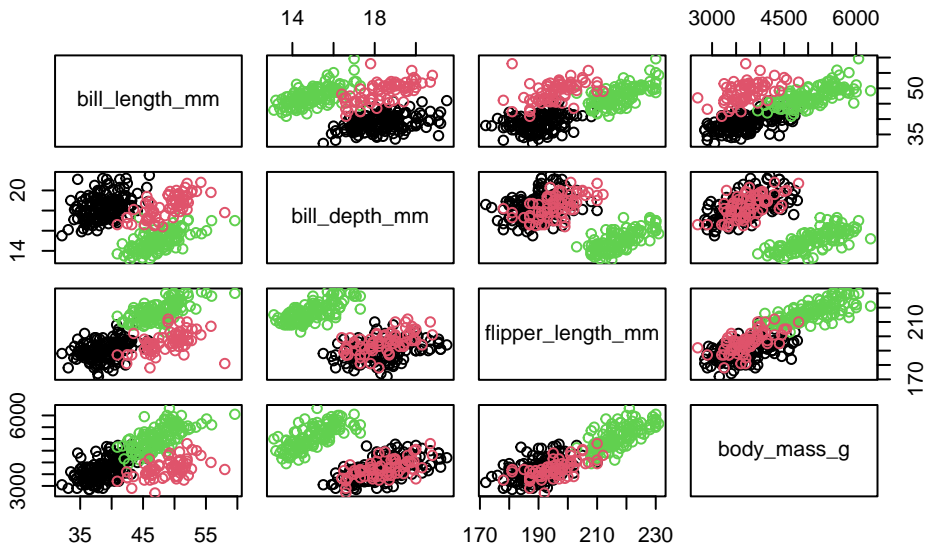 14 18
3000 4500 6000
bill_length_mm
35 50
14 20
bill_depth_mm
flipper_length_mm
170 210
3000 6000
body_mass_g
35 45 55
170 190 210 230